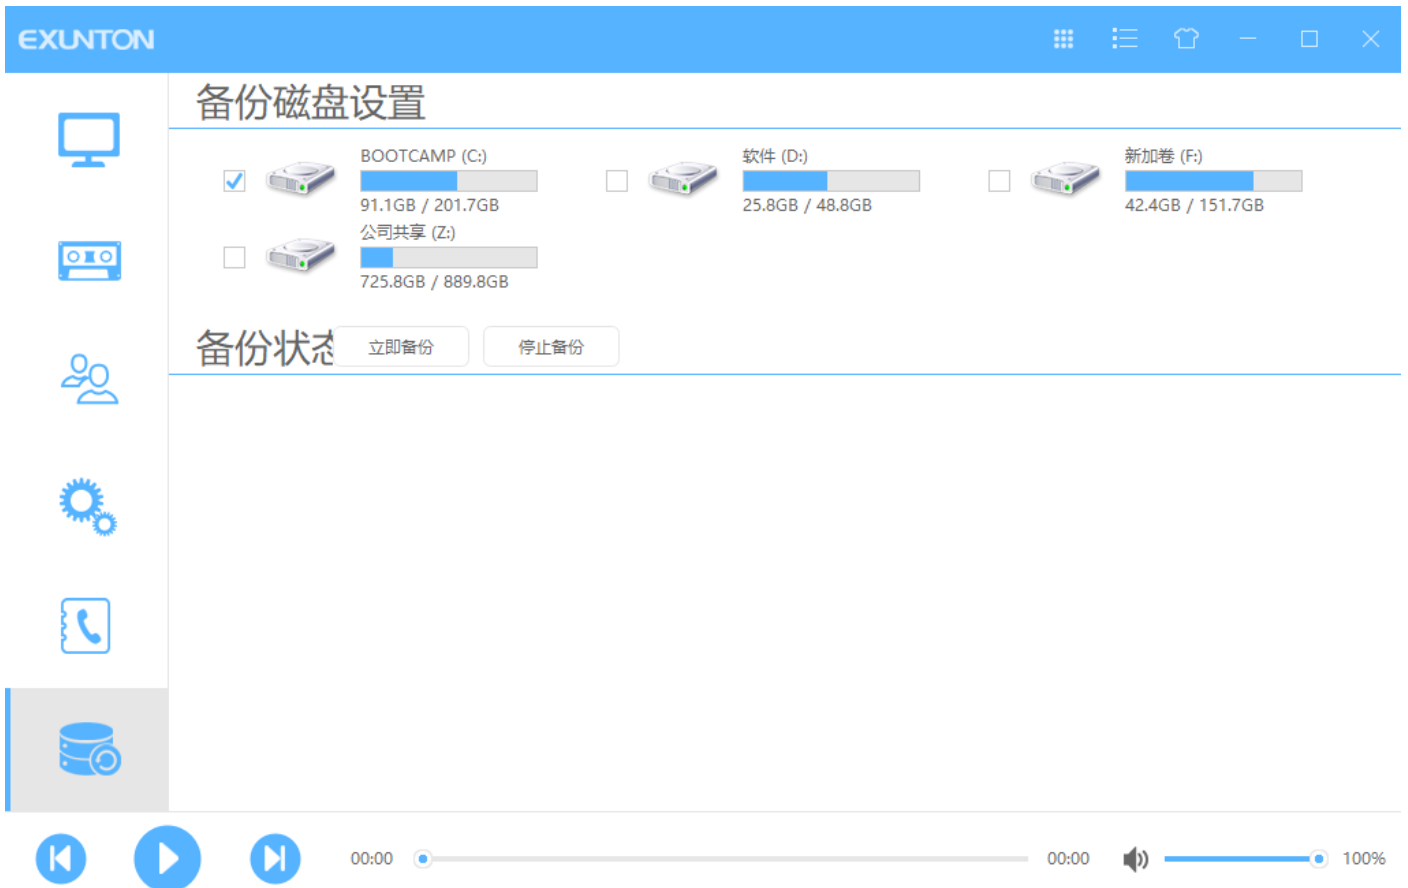 EXUNTON
备份磁盘设置
BOOTCAMP (C:)
91.1GB / 201.7GB
软件 (D:)
25.8GB / 48.8GB
新加卷 (F:)
42.4GB / 151.7GB
公司共享 (Z:)
725.8GB / 889.8GB
备份状态
立即备份
停止备份
00:00
00:00
100%